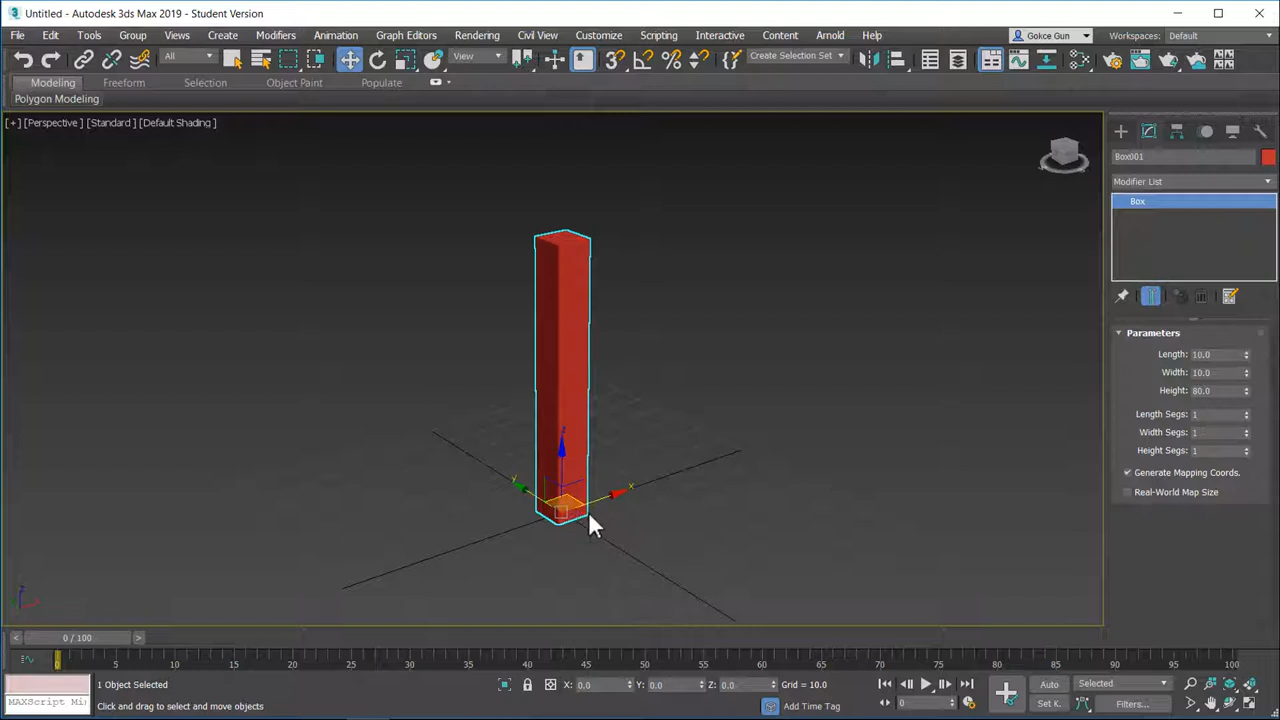 Untitled - Autodesk 3ds Max 2019 - Student Version
File Edit Tools Group Views Create Modifiers Animation Graph Editors Rendering Civil View Customize Scripting Interactive Content Arnold Help Gokce Gun Workspaces: Default
All View Create Selection Set
Modeling Freeform Selection Object Paint Populate
Polygon Modeling
[+] [Perspective ] [Standard ] [Default Shading ]
Box001
Modifier List
Box
Parameters
Length: 10.0
Width: 10.0
Height: 80.0
Length Segs: 1
Width Segs: 1
Height Segs: 1
Generate Mapping Coords.
Real-World Map Size
z
y
x
z
< 0 / 100 >
0 5 10 15 20 25 30 35 40 45 50 55 60 65 70 75 80 85 90 95 100
1 Object Selected X: 0.0 Y: 0.0 Z: 0.0 Grid = 10.0 Auto Selected
MAXScript Mi Click and drag to select and move objects Add Time Tag 0 Set K. Filters...